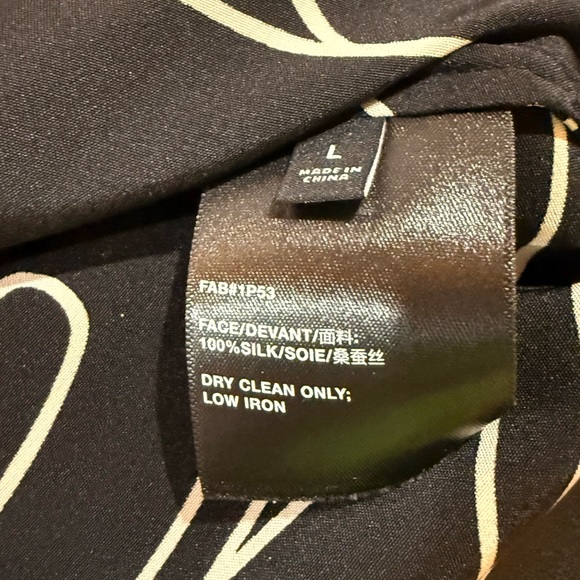 L
MADE IN
CHINA
FAB#1P53
FACE/DEVANT/面料:
100%SILK/SOIE/桑蚕丝
DRY CLEAN ONLY;
LOW IRON